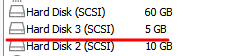 Hard Disk (SCSI) 60 GB
Hard Disk 3 (SCSI) 5 GB
Hard Disk 2 (SCSI) 10 GB